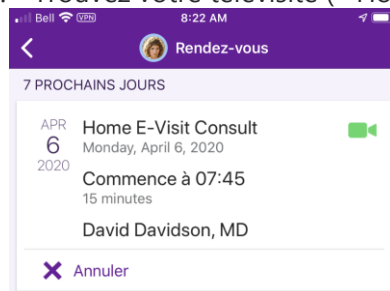 Bell VPN 8:22 AM
Rendez-vous
7 PROCHAINS JOURS
APR
6
2020
Home E-Visit Consult
Monday, April 6, 2020
Commence à 07:45
15 minutes
David Davidson, MD
Annuler